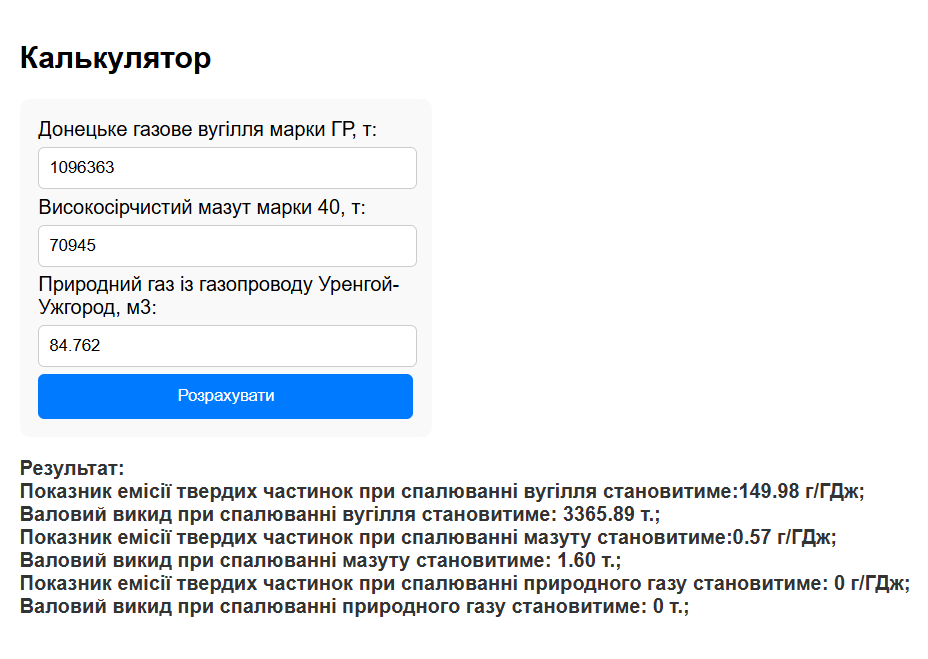 Калькулятор
Донецьке газове вугілля марки ГР, т:
1096363
Високосірчистий мазут марки 40, т:
70945
Природний газ із газопроводу Уренгой-
Ужгород, м3:
84.762
Розрахувати
Результат:
Показник емісії твердих частинок при спалюванні вугілля становитиме:149.98 г/ГДж;
Валовий викид при спалюванні вугілля становитиме: 3365.89 т.;
Показник емісії твердих частинок при спалюванні мазуту становитиме:0.57 г/ГДж;
Валовий викид при спалюванні мазуту становитиме: 1.60 т.;
Показник емісії твердих частинок при спалюванні природного газу становитиме: 0 г/ГДж;
Валовий викид при спалюванні природного газу становитиме: 0 т.;